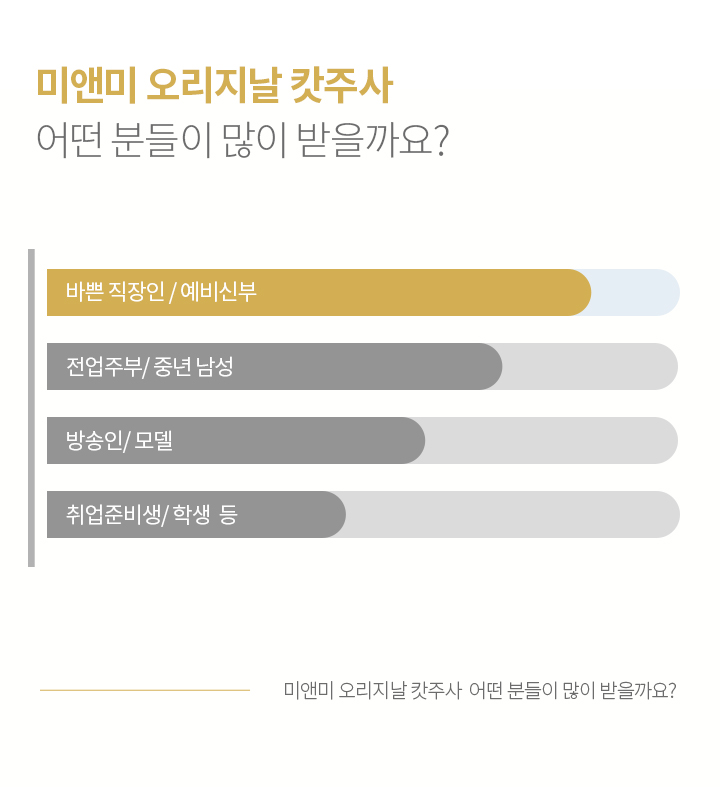 미앤미 오리지날 캇주사
어떤 분들이 많이 받을까요?
바쁜 직장인 / 예비신부
전업주부/ 중년 남성
방송인/ 모델
취업준비생/ 학생 등
미앤미 오리지날 캇주사 어떤 분들이 많이 받을까요?